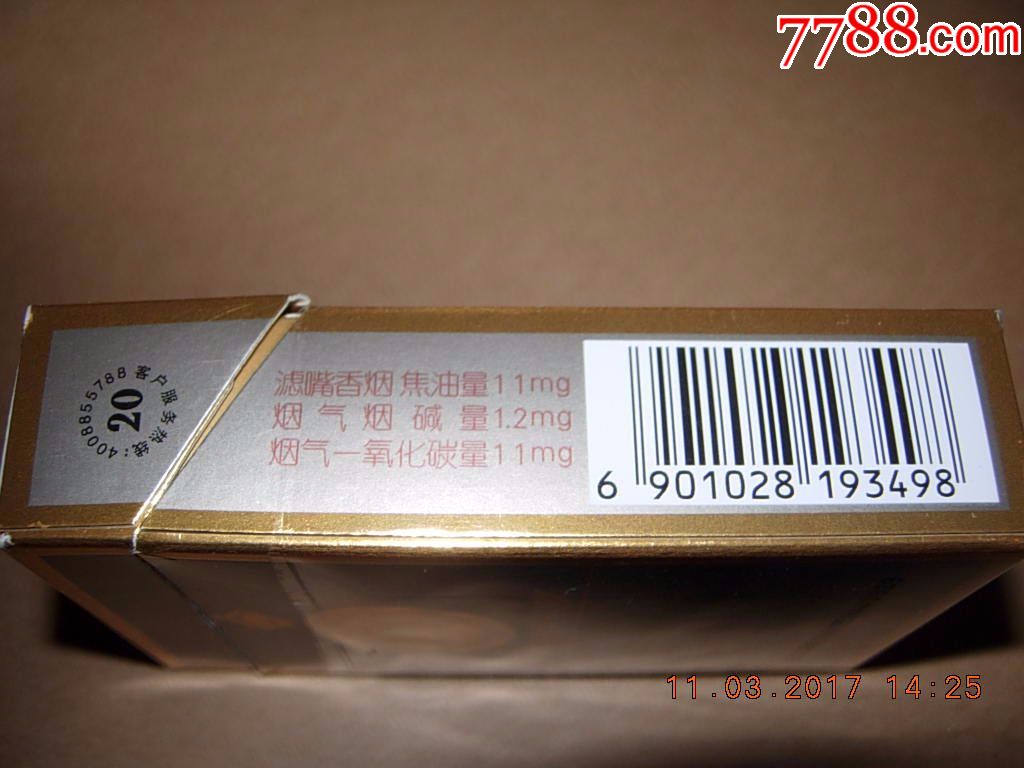 7788.com
滤嘴香烟 焦油量11mg
烟气烟碱量1.2mg
烟气一氧化碳量11mg
客户服务热线:4008855788
20
6 901028 193498
11.03.2017 14:25